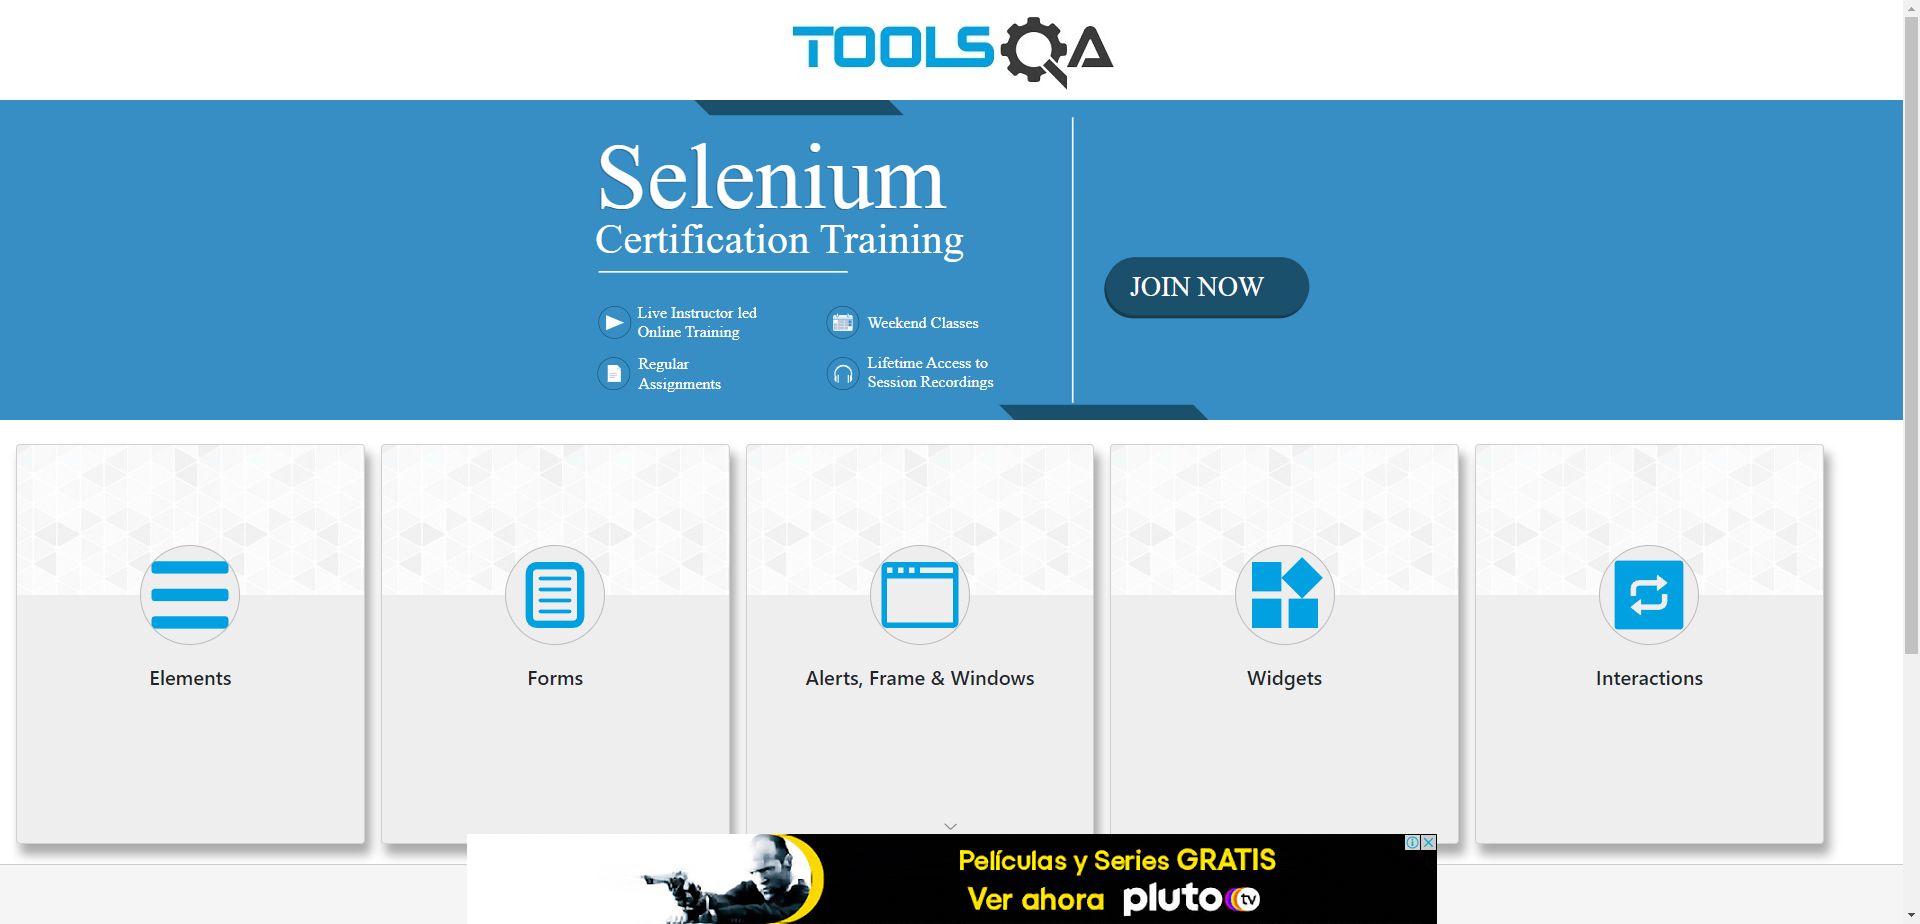 TOOLSQA
Selenium
Certification Training
Live Instructor led
Online Training
Weekend Classes
Regular
Assignments
Lifetime Access to
Session Recordings
JOIN NOW
Elements
Forms
Alerts, Frame & Windows
Widgets
Interactions
Películas y Series GRATIS
Ver ahora pluto tv